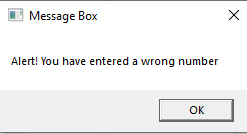 Message Box
Alert! You have entered a wrong number
OK